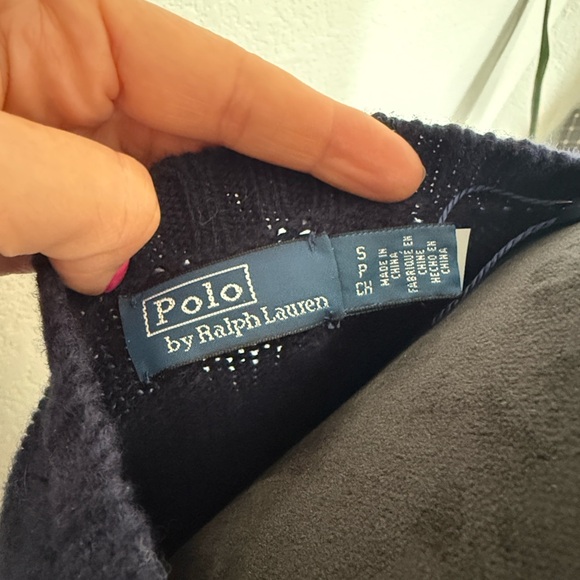 Polo
by Ralph Lauren
S
P
CH
MADE IN
CHINA
FABRIQUE EN
CHINE
HECHO EN
CHINA